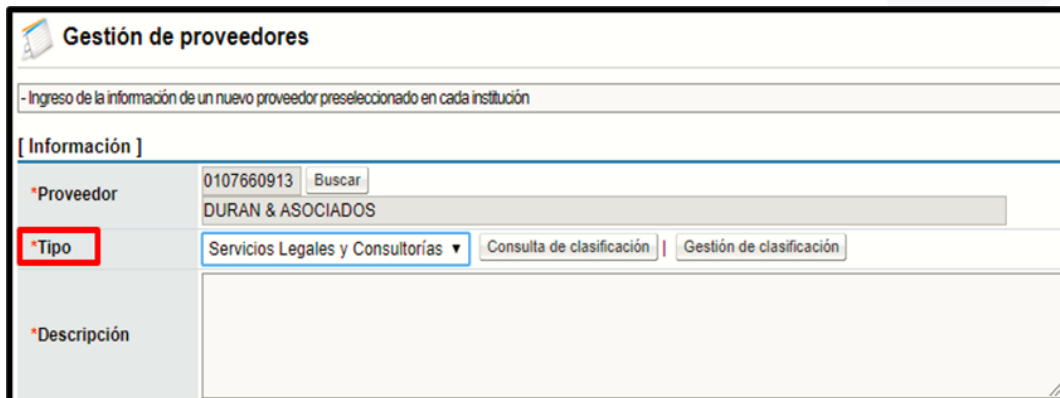 Gestión de proveedores
- Ingreso de la información de un nuevo proveedor preseleccionado en cada institución
[ Información ]
*Proveedor
0107660913 Buscar
DURAN & ASOCIADOS
*Tipo Servicios Legales y Consultorías ▼ Consulta de clasificación | Gestión de clasificación
*Descripción